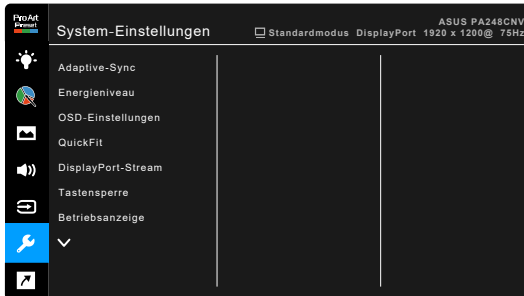 ProArt
Preset
System-Einstellungen
ASUS PA248CNV
Standardmodus DisplayPort 1920 x 1200@ 75Hz
Adaptive-Sync
Energieniveau
OSD-Einstellungen
QuickFit
DisplayPort-Stream
Tastensperre
Betriebsanzeige